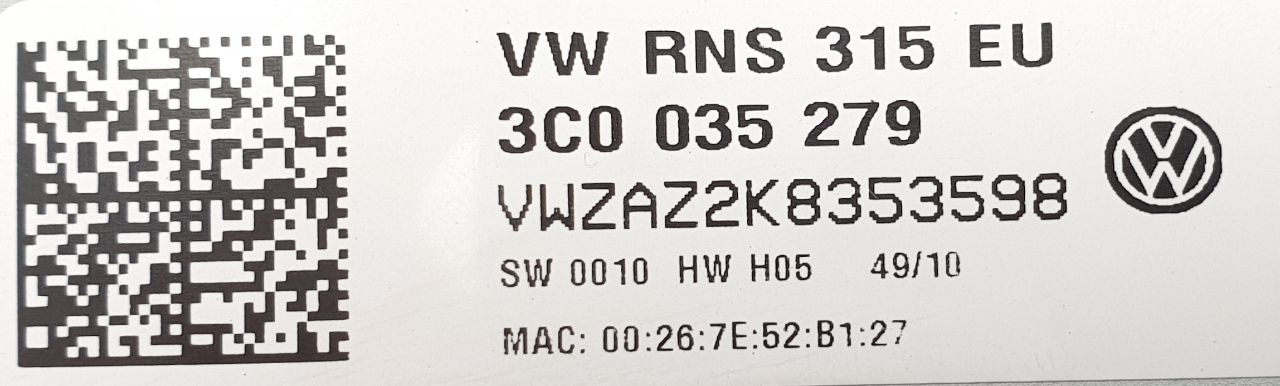 VW RNS 315 EU
3C0 035 279
VWZAZ2K8353598
SW 0010 HW H05 49/10
MAC: 00:26:7E:52:B1:27